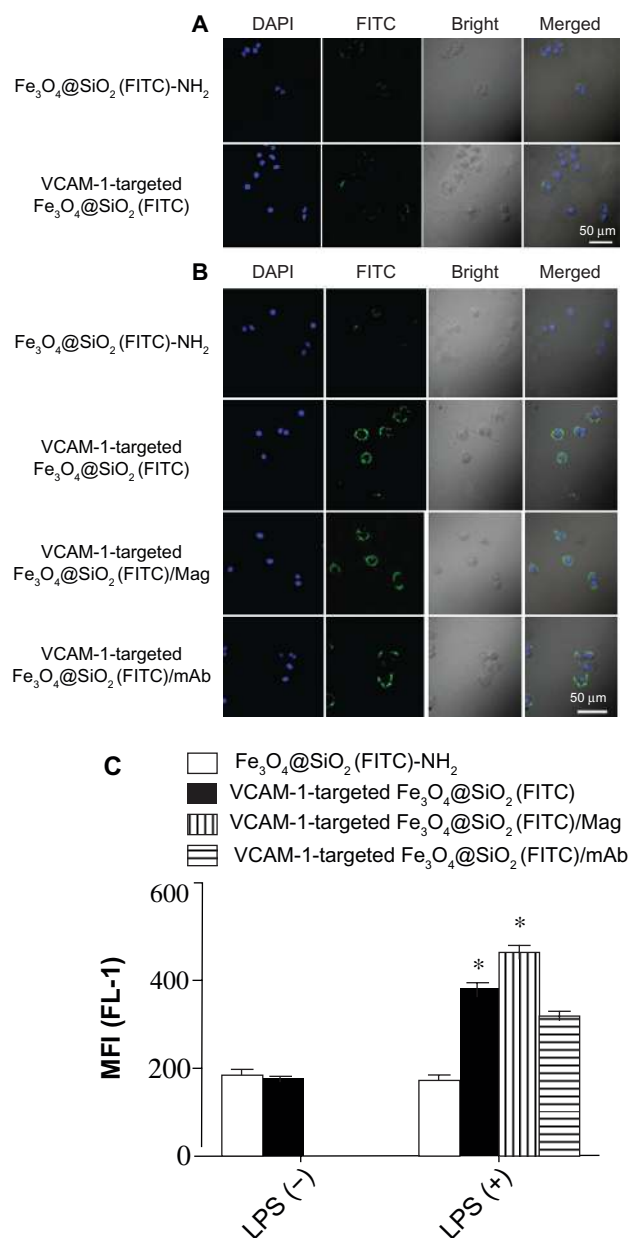 A
DAPI FITC Bright Merged
Fe₃O₄@SiO₂(FITC)-NH₂
VCAM-1-targeted
Fe₃O₄@SiO₂(FITC)
50 μm
B
DAPI FITC Bright Merged
Fe₃O₄@SiO₂(FITC)-NH₂
VCAM-1-targeted
Fe₃O₄@SiO₂(FITC)
VCAM-1-targeted
Fe₃O₄@SiO₂(FITC)/Mag
VCAM-1-targeted
Fe₃O₄@SiO₂(FITC)/mAb
50 μm
C
Fe₃O₄@SiO₂(FITC)-NH₂
VCAM-1-targeted Fe₃O₄@SiO₂(FITC)
VCAM-1-targeted Fe₃O₄@SiO₂(FITC)/Mag
VCAM-1-targeted Fe₃O₄@SiO₂(FITC)/mAb
MFI (FL-1)
600
400
200
0
*
*
LPS (−)
LPS (+)